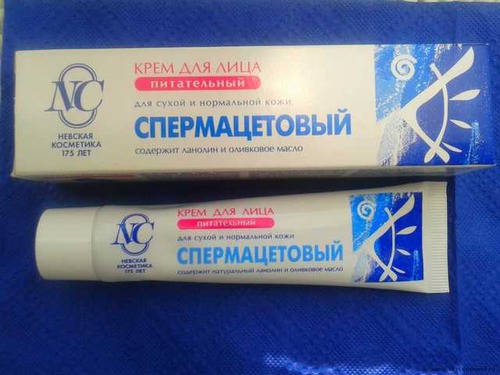 КРЕМ ДЛЯ ЛИЦА
питательный
для сухой и нормальной кожи
СПЕРМАЦЕТОВЫЙ
содержит ланолин и оливковое масло
NC
НЕВСКАЯ
КОСМЕТИКА
175 ЛЕТ
КРЕМ ДЛЯ ЛИЦА
питательный
для сухой и нормальной кожи
СПЕРМАЦЕТОВЫЙ
содержит натуральный ланолин и оливковое масло
NC
НЕВСКАЯ
КОСМЕТИКА
175 ЛЕТ